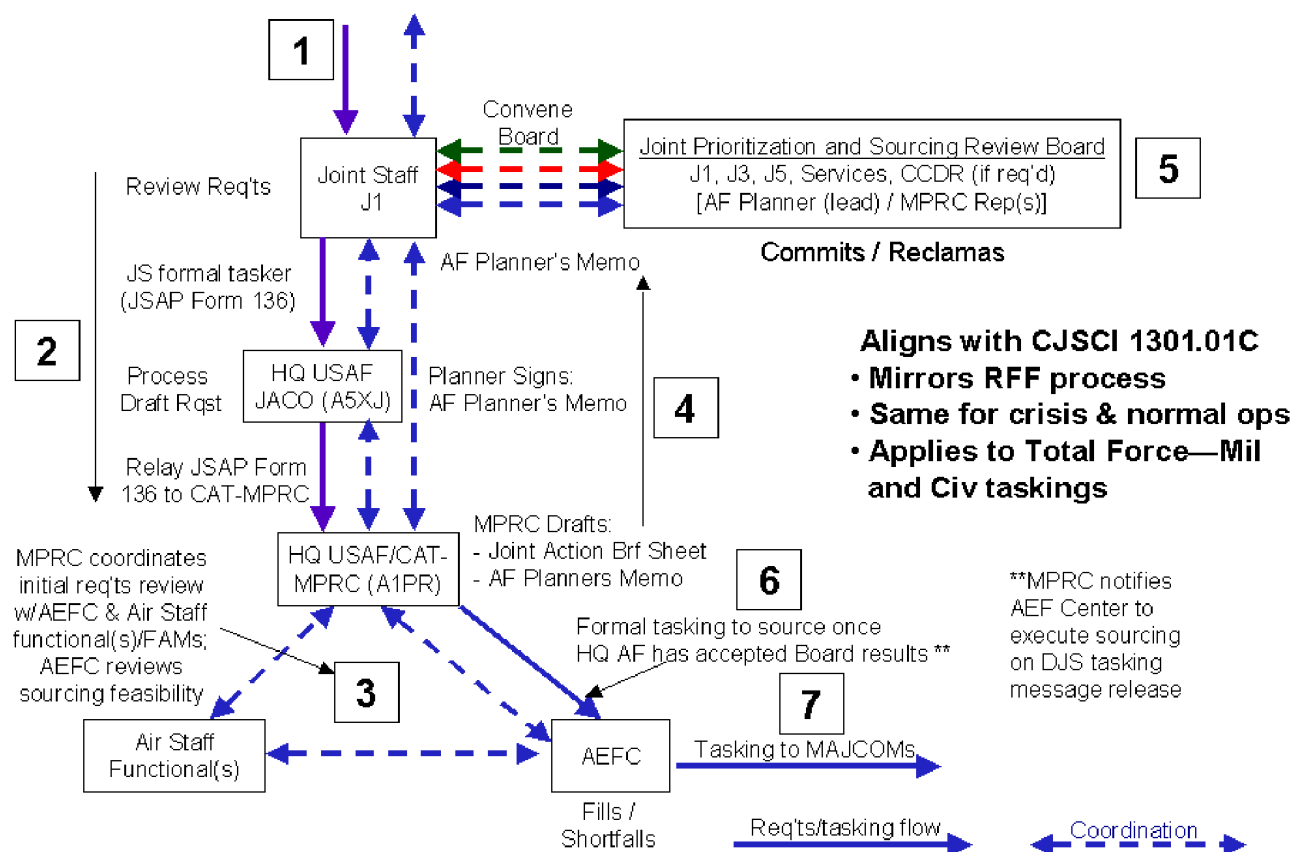 1
Convene
Board
Joint Staff
J1
Joint Prioritization and Sourcing Review Board
J1, J3, J5, Services, CCDR (if req'd)
[AF Planner (lead) / MPRC Rep(s)]
5
Review Req'ts
Commits / Reclamas
AF Planner's Memo
JS formal tasker
(JSAP Form 136)
2
Aligns with CJSCI 1301.01C
• Mirrors RFF process
• Same for crisis & normal ops
• Applies to Total Force—Mil
and Civ taskings
Process
Draft Rqst
HQ USAF
JACO (A5XJ)
Planner Signs:
AF Planner's Memo
4
Relay JSAP Form
136 to CAT-MPRC
HQ USAF/CAT-
MPRC (A1PR)
MPRC Drafts:
- Joint Action Brf Sheet
- AF Planners Memo
6
MPRC coordinates
initial req'ts review
w/AEFC & Air Staff
functional(s)/FAMs;
AEFC reviews
sourcing feasibility
3
Formal tasking to source once
HQ AF has accepted Board results **
**MPRC notifies
AEF Center to
execute sourcing
on DJS tasking
message release
7
Air Staff
Functional(s)
AEFC
Tasking to MAJCOMs
Fills /
Shortfalls
Req'ts/tasking flow
Coordination